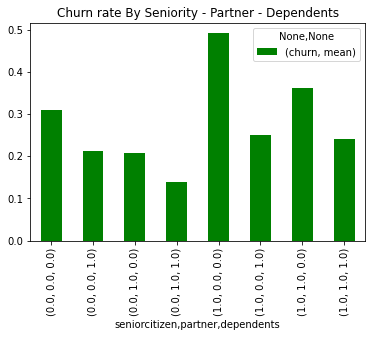 Churn rate By Seniority - Partner - Dependents
None,None
(churn, mean)
0.5
0.4
0.3
0.2
0.1
0.0
(0.0, 0.0, 0.0)
(0.0, 0.0, 1.0)
(0.0, 1.0, 0.0)
(0.0, 1.0, 1.0)
(1.0, 0.0, 0.0)
(1.0, 0.0, 1.0)
(1.0, 1.0, 0.0)
(1.0, 1.0, 1.0)
seniorcitizen,partner,dependents